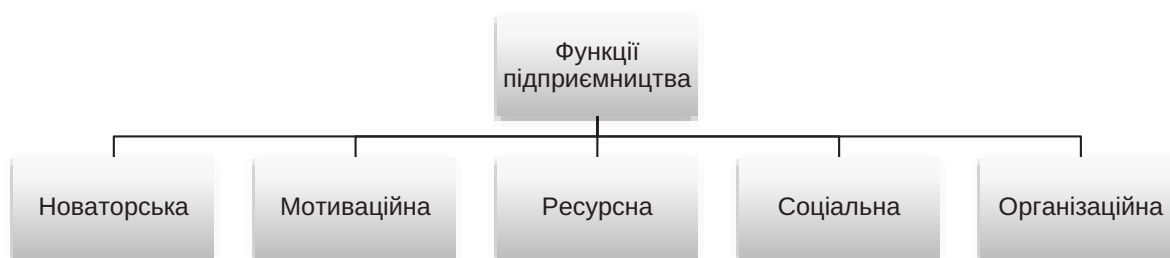 Функції
підприємництва
Новаторська
Мотиваційна
Ресурсна
Соціальна
Організаційна